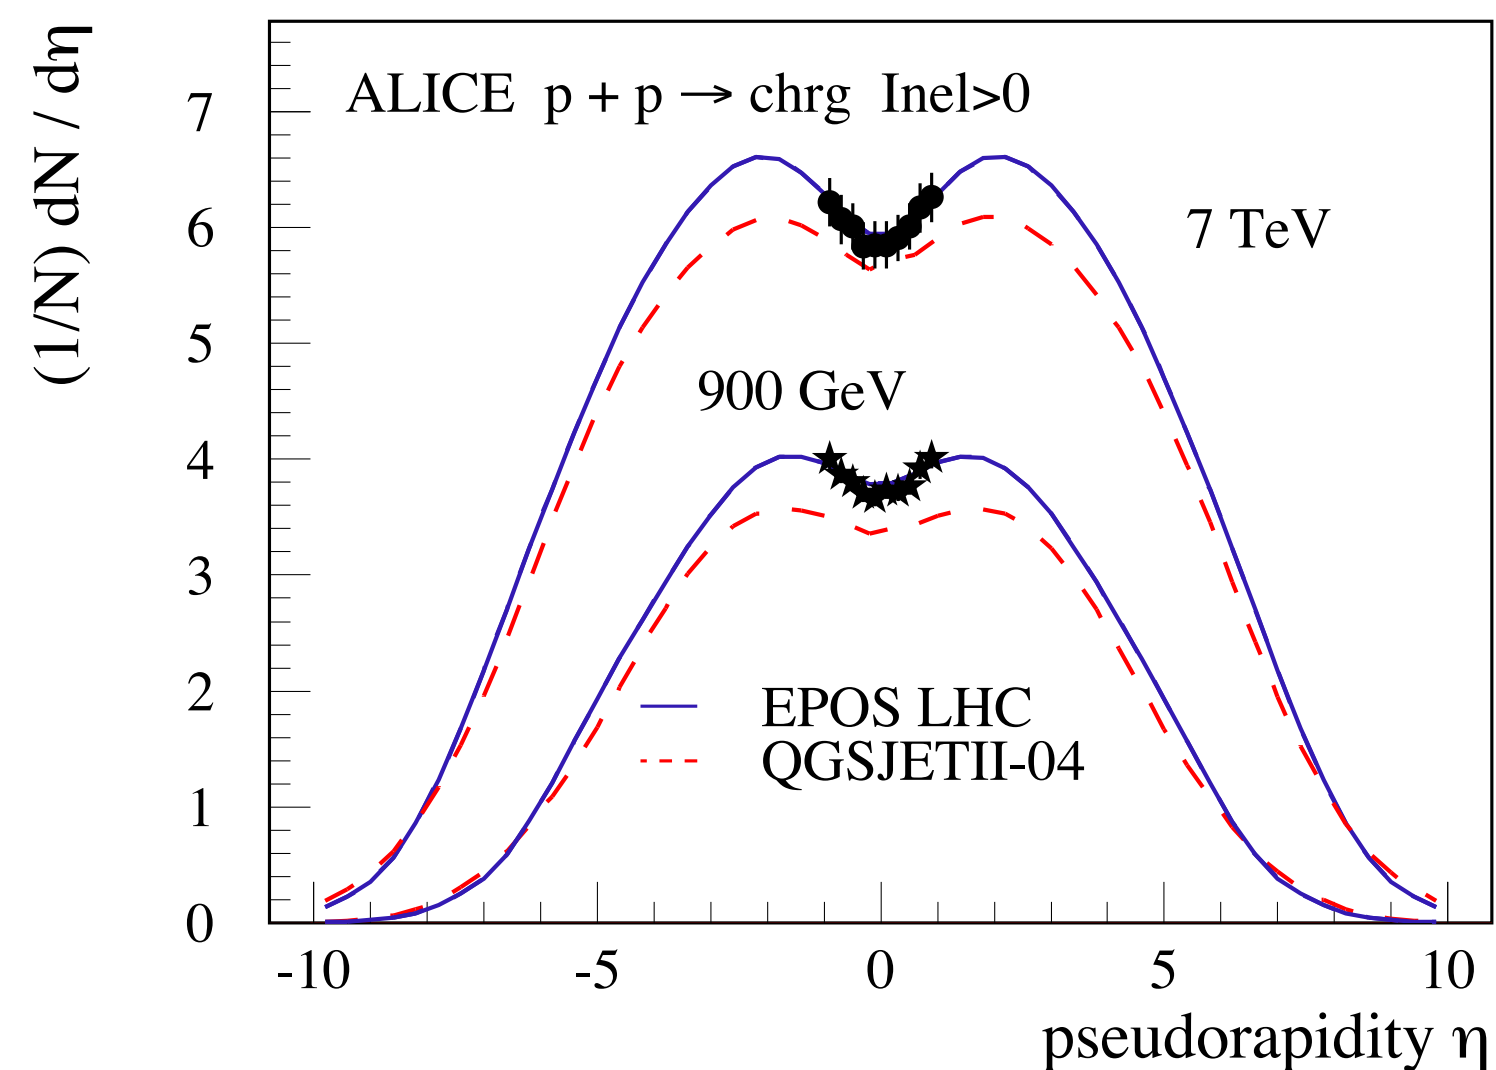 (1/N) dN / dη
ALICE p + p → chrg Inel>0
7
6
5
4
3
2
1
0
7 TeV
900 GeV
EPOS LHC
QGSJETII-04
-10 -5 0 5 10
pseudorapidity η